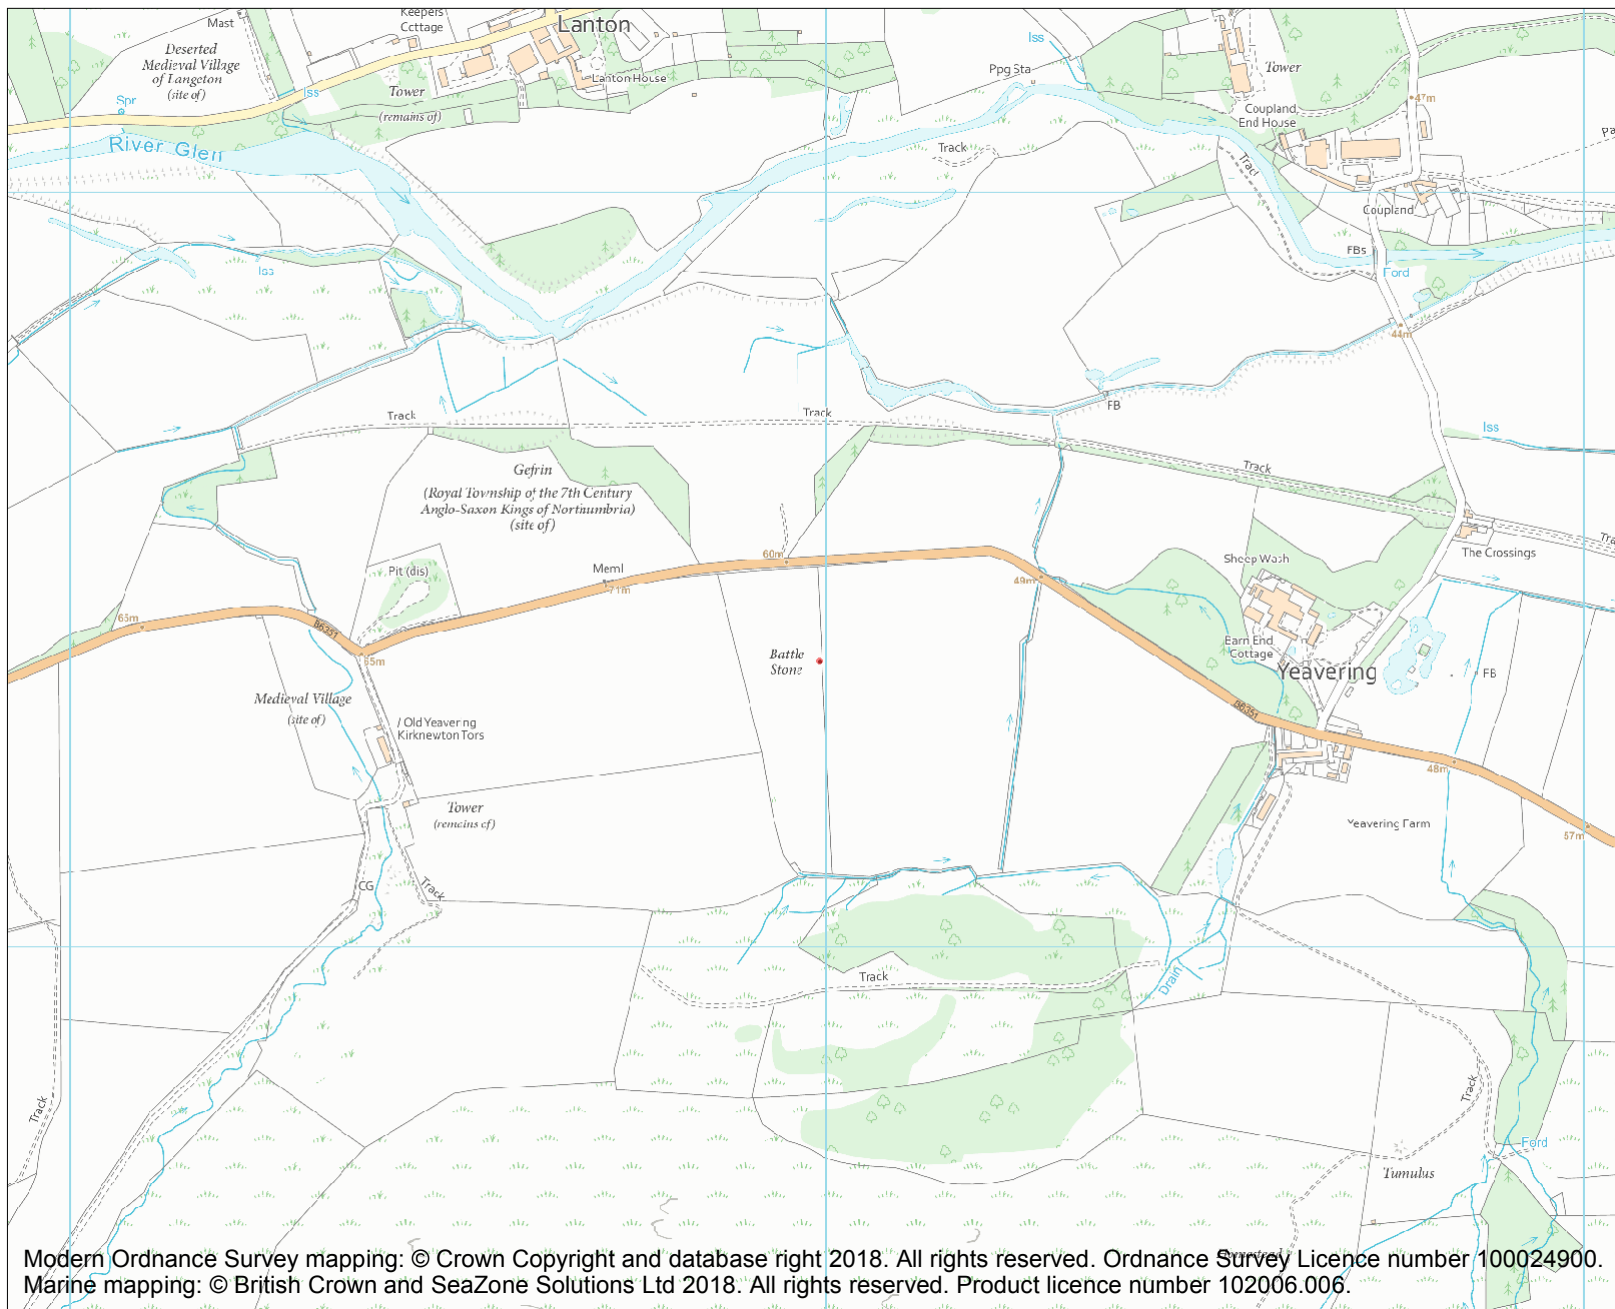 Mast
Keepers
Cottage
Lanton
Deserted
Medieval Village
of Langeton
(site of)
Spr
Iss
Tower
(remains of)
Lanton House
Iss
Ppg Sta
Tower
47m
Coupland
End House
River Glen
Track
Track
Coupland
FBs
Ford
Iss
44m
Track
Track
FB
Iss
Track
Gefrin
(Royal Township of the 7th Century
Anglo-Saxon Kings of Northumbria)
(site of)
The Crossings
60m
Sheep Wash
Pit (dis)
Meml
71m
49m
65m
B6351
55m
Earn End
Cottage
Battle
Stone
Yeavering
FB
Medieval Village
(site of)
Old Yeavering
Kirknewton Tors
B6351
48m
Tower
(remains of)
Yeavering Farm
57m
CG
Track
Track
Drain
Track
Track
Ford
Tumulus
Modern Ordnance Survey mapping: © Crown Copyright and database right 2018. All rights reserved. Ordnance Survey Licence number 100024900.
Marine mapping: © British Crown and SeaZone Solutions Ltd 2018. All rights reserved. Product licence number 102006.006.